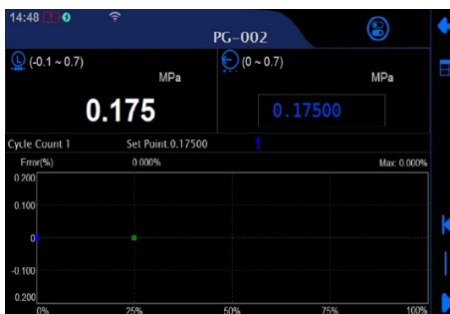 14:48
PG-002
(-0.1 ~ 0.7)
MPa
0.175
(0 ~ 0.7)
MPa
0.17500
Cycle Count 1 Set Point.0.17500
Error(%) 0.000% Max: 0.000%
0.200
0.100
0
-0.100
0.200
0% 25% 50% 75% 100%